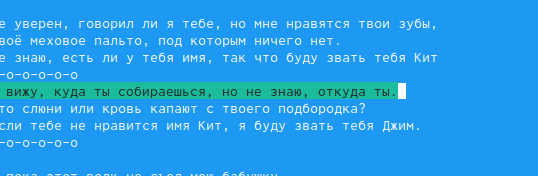 е уверен, говорил ли я тебе, но мне нравятся твои зубы,
воё меховое пальто, под которым ничего нет.
е знаю, есть ли у тебя имя, так что буду звать тебя Кит
-о-о-о-о-о
вижу, куда ты собираешься, но не знаю, откуда ты.
то слюни или кровь капают с твоего подбородка?
сли тебе не нравится имя Кит, я буду звать тебя Джим.
-о-о-о-о-о